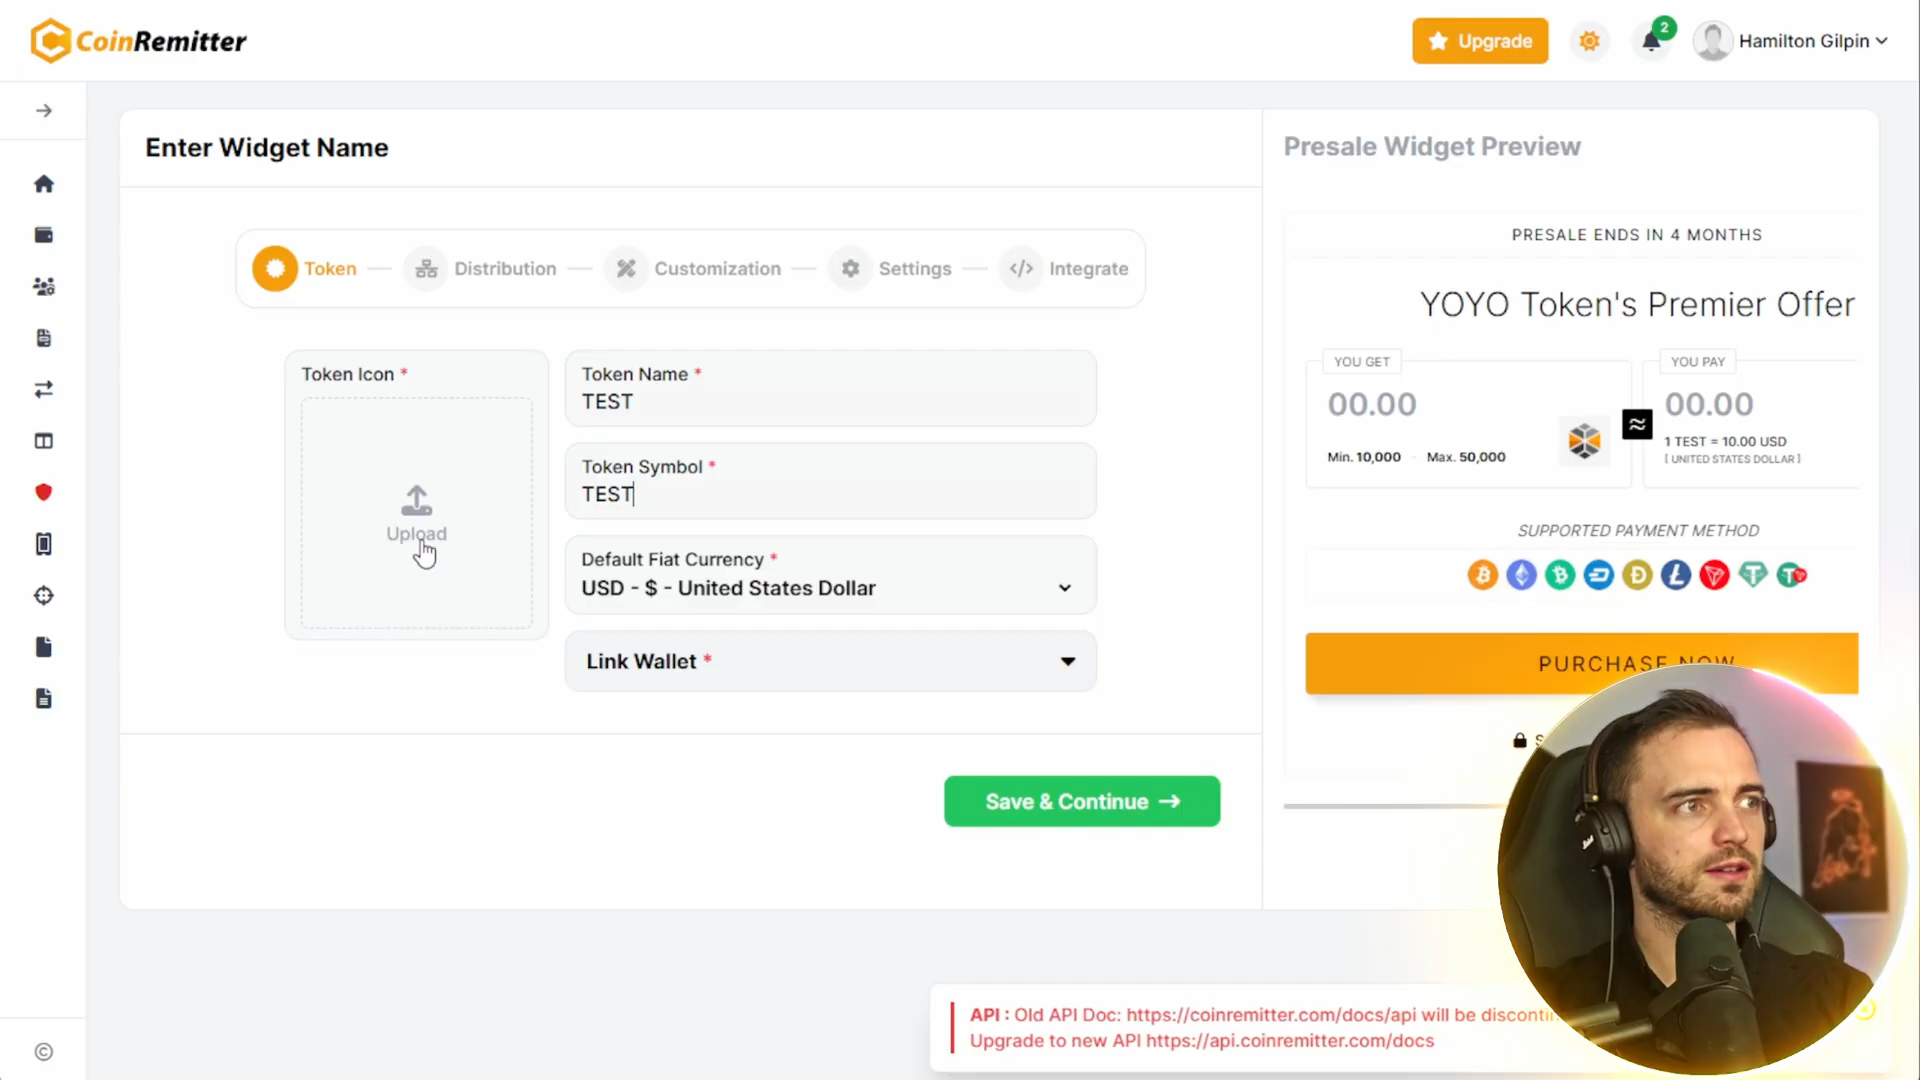 CoinRemitter
Upgrade
2
Hamilton Gilpin
Enter Widget Name
Token
Distribution
Customization
Settings
Integrate
Token Icon *
Upload
Token Name *
TEST
Token Symbol *
TEST
Default Fiat Currency *
USD - $ - United States Dollar
Link Wallet *
Save & Continue
Presale Widget Preview
PRESALE ENDS IN 4 MONTHS
YOYO Token's Premier Offer
YOU GET
00.00
Min. 10,000 - Max. 50,000
YOU PAY
00.00
1 TEST = 10.00 USD
[ UNITED STATES DOLLAR ]
SUPPORTED PAYMENT METHOD
PURCHASE NOW
API : Old API Doc: https://coinremitter.com/docs/api will be
Upgrade to new API https://api.coinremitter.com/docs